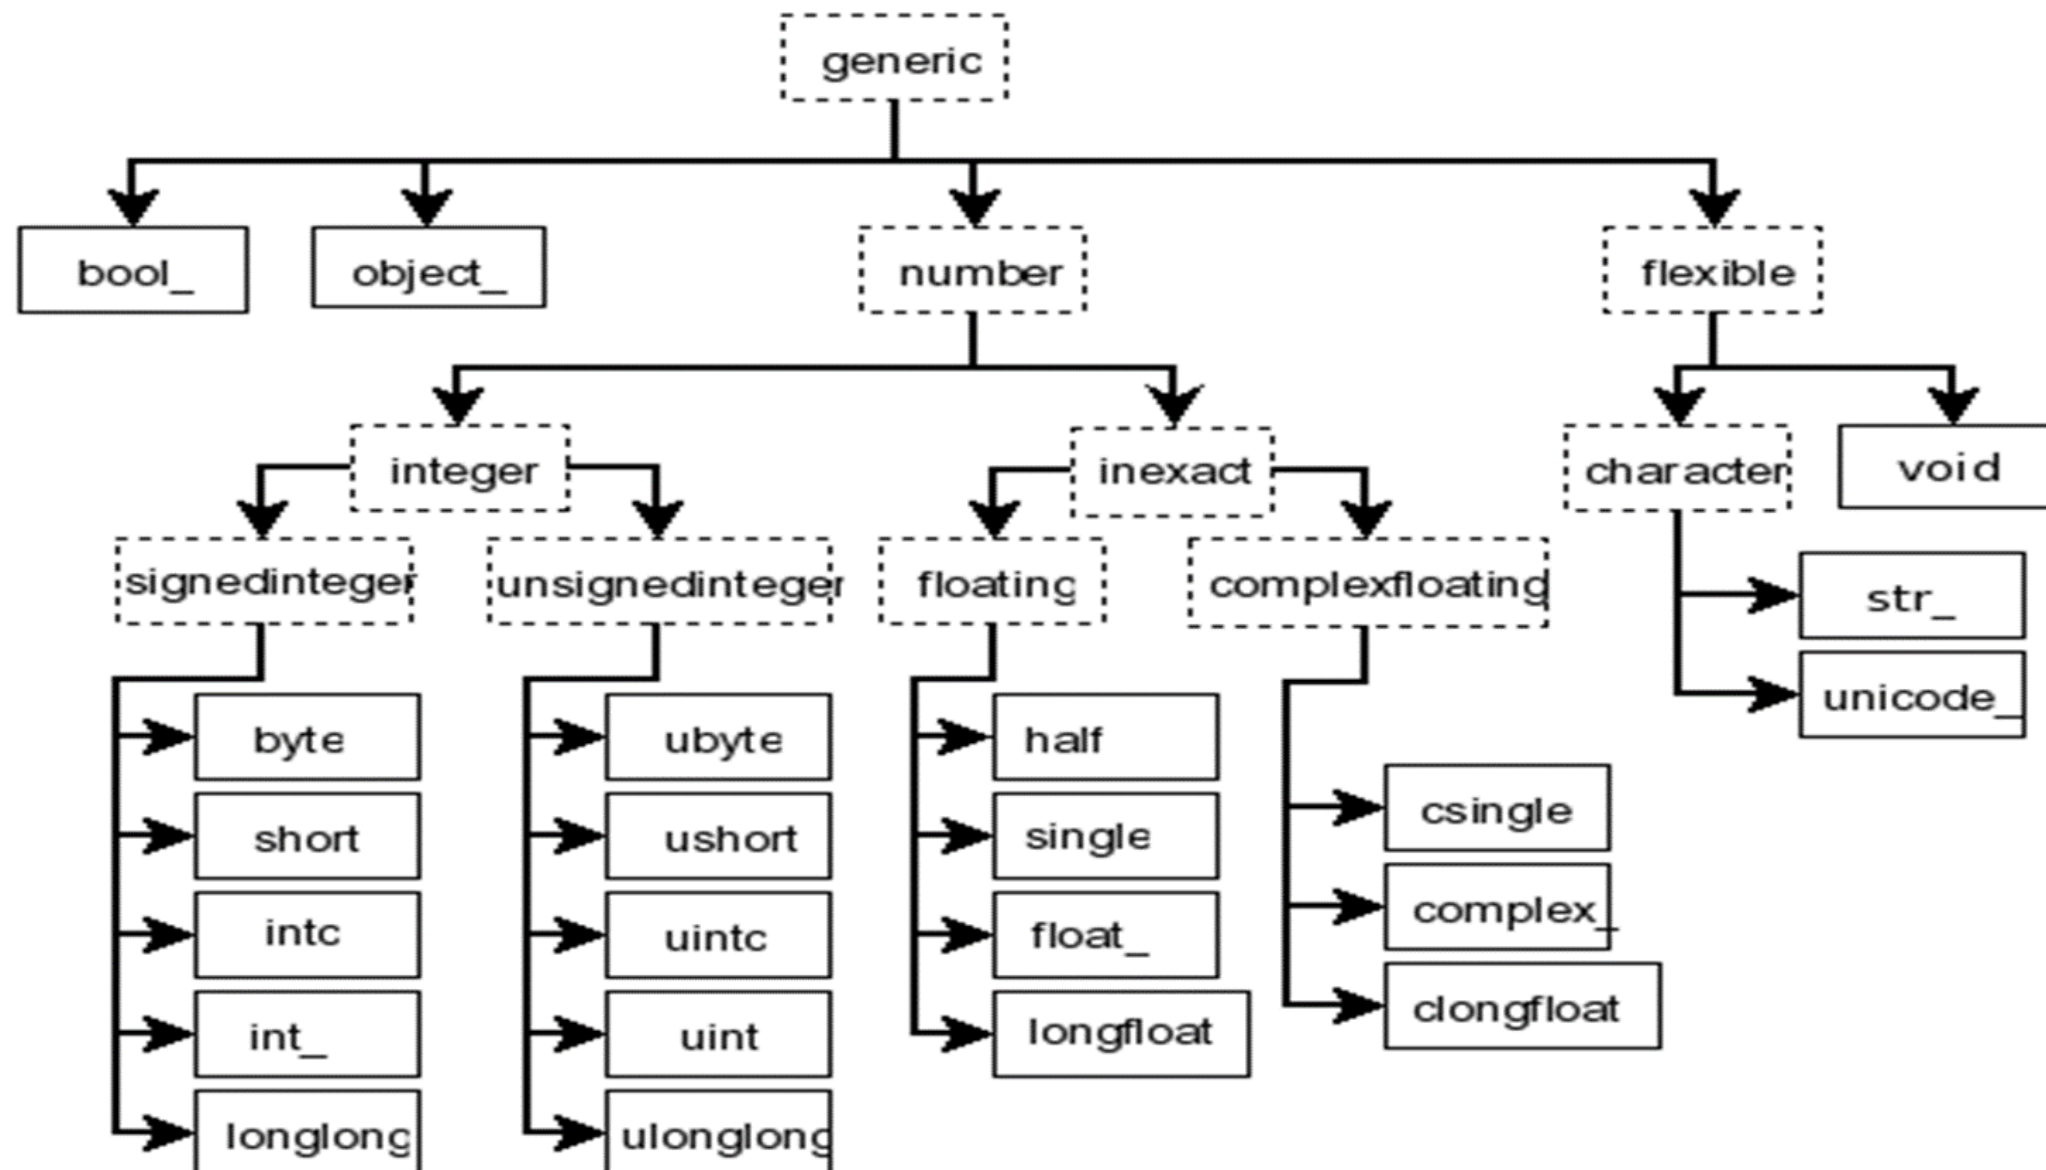 generic
bool_
object_
number
flexible
integer
inexact
character
void
signedinteger
unsignedinteger
floating
complexfloating
str_
unicode_
byte
ubyte
half
short
ushort
single
csingle
intc
uintc
float_
complex_
int_
uint
longfloat
clongfloat
longlong
ulonglong